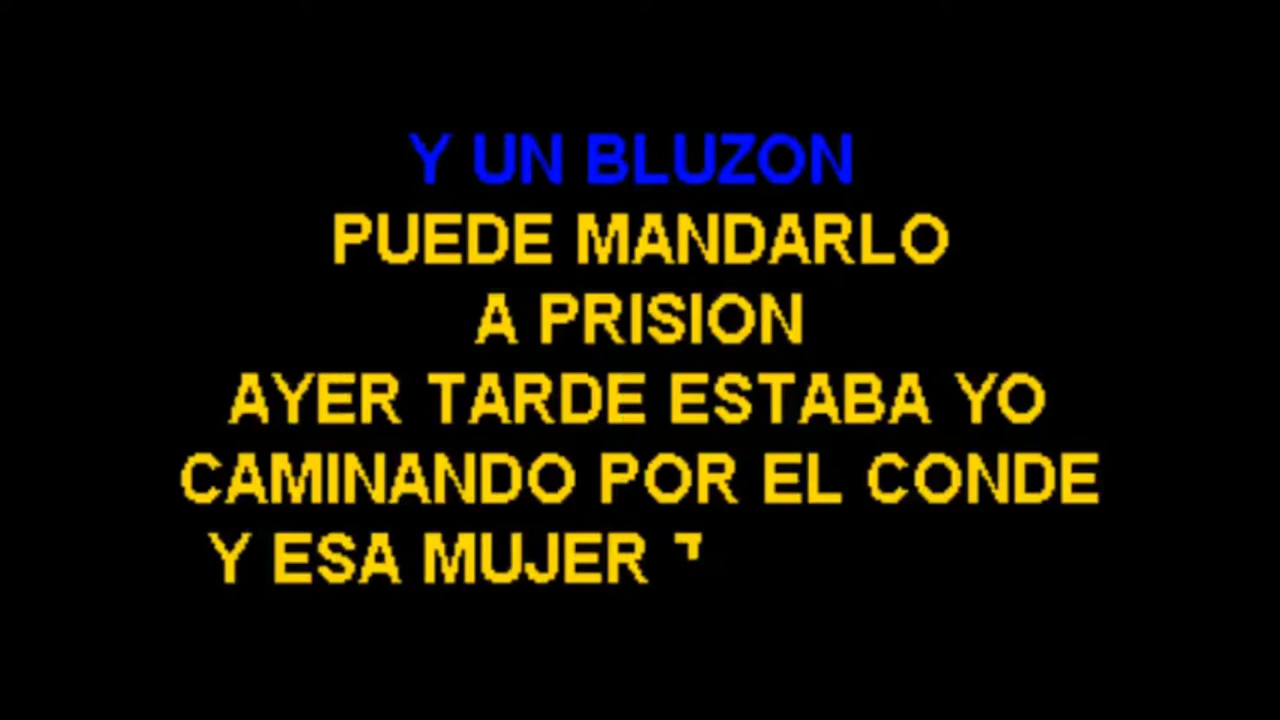 Y UN BLUZON
PUEDE MANDARLO
A PRISION
AYER TARDE ESTABA YO
CAMINANDO POR EL CONDE
Y ESA MUJER